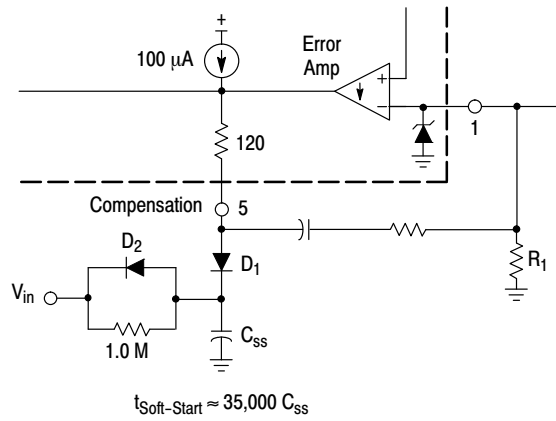 +
100 µA
Error
Amp
+
−
1
120
Compensation
5
D2
D1
R1
Vin
1.0 M
Css
tSoft−Start ≈ 35,000 Css